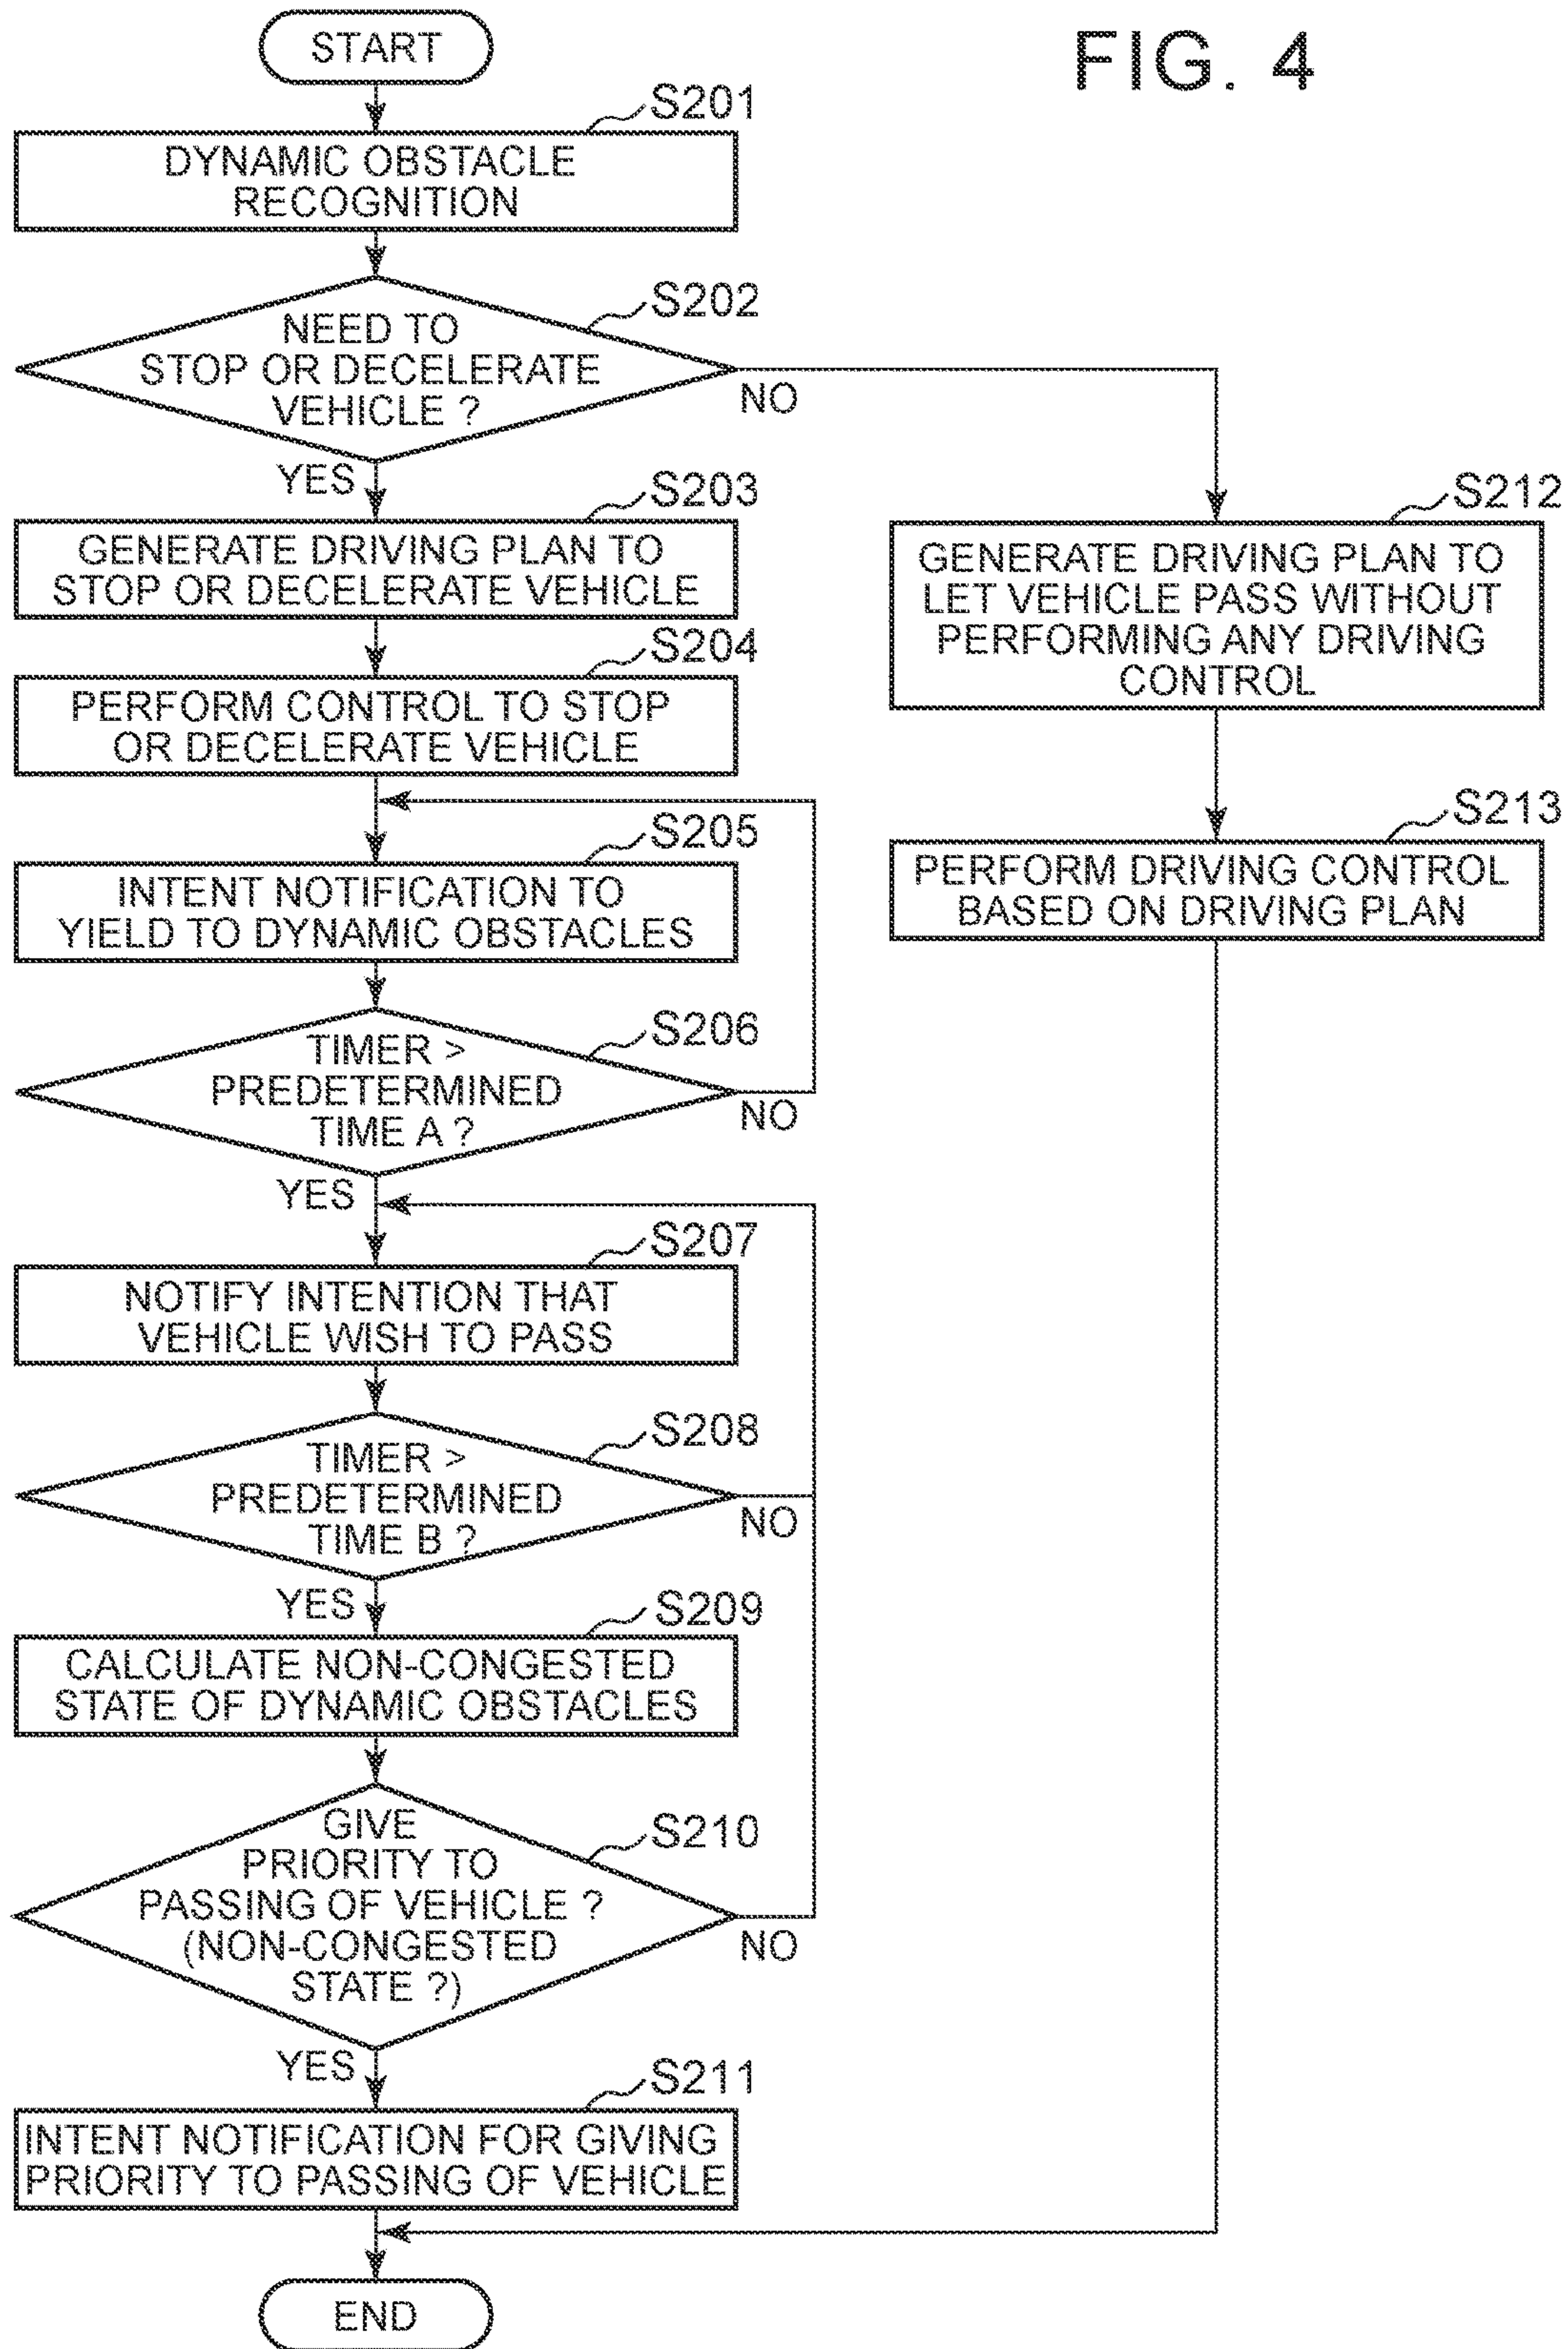 FIG. 4
START
S201
DYNAMIC OBSTACLE
RECOGNITION
S202
NEED TO
STOP OR DECELERATE
VEHICLE ?
NO
YES
S203
GENERATE DRIVING PLAN TO
STOP OR DECELERATE VEHICLE
S204
PERFORM CONTROL TO STOP
OR DECELERATE VEHICLE
S205
INTENT NOTIFICATION TO
YIELD TO DYNAMIC OBSTACLES
S206
TIMER >
PREDETERMINED
TIME A ?
NO
YES
S207
NOTIFY INTENTION THAT
VEHICLE WISH TO PASS
S208
TIMER >
PREDETERMINED
TIME B ?
NO
YES
S209
CALCULATE NON-CONGESTED
STATE OF DYNAMIC OBSTACLES
S210
GIVE
PRIORITY TO
PASSING OF VEHICLE ?
(NON-CONGESTED
STATE ?)
NO
YES
S211
INTENT NOTIFICATION FOR GIVING
PRIORITY TO PASSING OF VEHICLE
S212
GENERATE DRIVING PLAN TO
LET VEHICLE PASS WITHOUT
PERFORMING ANY DRIVING
CONTROL
S213
PERFORM DRIVING CONTROL
BASED ON DRIVING PLAN
END